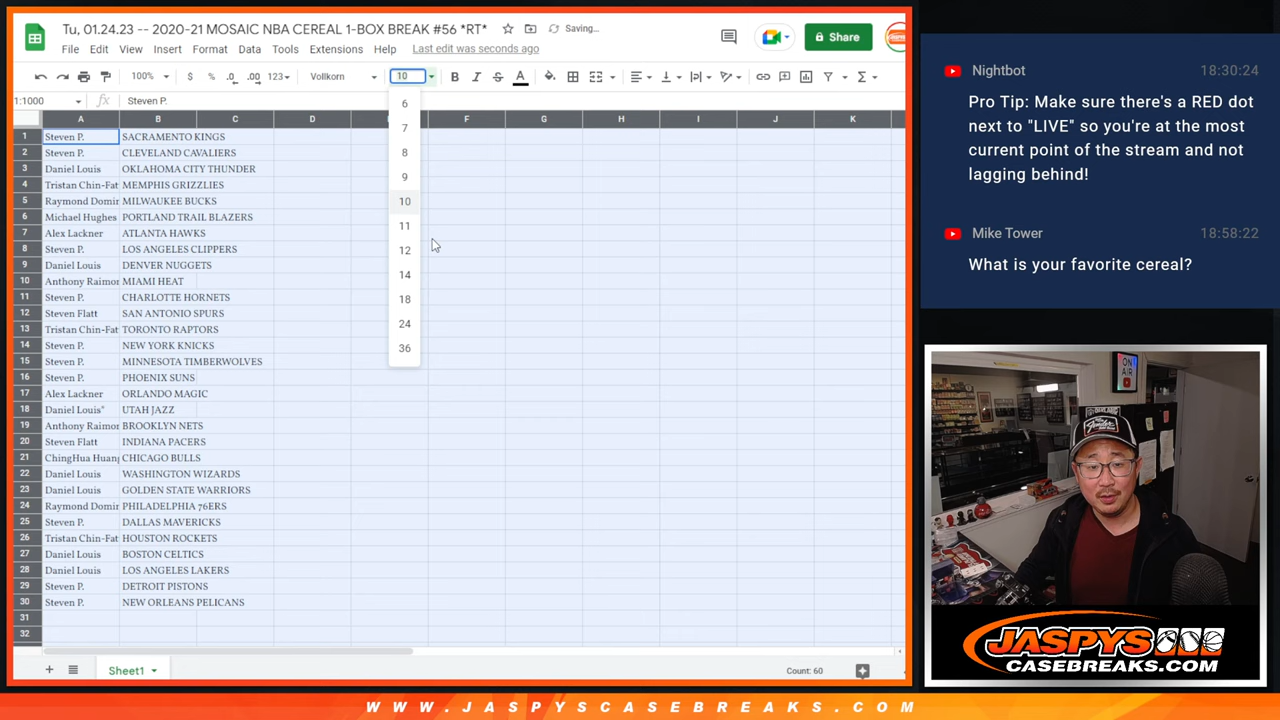 Tu, 01.24.23 -- 2020-21 MOSAIC NBA CEREAL 1-BOX BREAK #56 *RT*
Saving...
File Edit View Insert Format Data Tools Extensions Help Last edit was seconds ago
Share
100% $ % .0 .00 123 Vollkorn 10 B I S A
1:1000 fx Steven P.
A B C D F G H I J K
1 Steven P. SACRAMENTO KINGS
2 Steven P. CLEVELAND CAVALIERS
3 Daniel Louis OKLAHOMA CITY THUNDER
4 Tristan Chin-Fat MEMPHIS GRIZZLIES
5 Raymond Domin MILWAUKEE BUCKS
6 Michael Hughes PORTLAND TRAIL BLAZERS
7 Alex Lackner ATLANTA HAWKS
8 Steven P. LOS ANGELES CLIPPERS
9 Daniel Louis DENVER NUGGETS
10 Anthony Raimon MIAMI HEAT
11 Steven P. CHARLOTTE HORNETS
12 Steven Flatt SAN ANTONIO SPURS
13 Tristan Chin-Fat TORONTO RAPTORS
14 Steven P. NEW YORK KNICKS
15 Steven P. MINNESOTA TIMBERWOLVES
16 Steven P. PHOENIX SUNS
17 Alex Lackner ORLANDO MAGIC
18 Daniel Louis" UTAH JAZZ
19 Anthony Raimon BROOKLYN NETS
20 Steven Flatt INDIANA PACERS
21 ChingHua Huang CHICAGO BULLS
22 Daniel Louis WASHINGTON WIZARDS
23 Daniel Louis GOLDEN STATE WARRIORS
24 Raymond Domin PHILADELPHIA 76ERS
25 Steven P. DALLAS MAVERICKS
26 Tristan Chin-Fat HOUSTON ROCKETS
27 Daniel Louis BOSTON CELTICS
28 Daniel Louis LOS ANGELES LAKERS
29 Steven P. DETROIT PISTONS
30 Steven P. NEW ORLEANS PELICANS
31
32
6
7
8
9
10
11
12
14
18
24
36
Sheet1
Count: 60
Nightbot 18:30:24
Pro Tip: Make sure there's a RED dot
next to "LIVE" so you're at the most
current point of the stream and not
lagging behind!
Mike Tower 18:58:22
What is your favorite cereal?
ON
AIR
Fender
JASPYS
CASEBREAKS.COM
WWW.JASPYSCASEBREAKS.COM